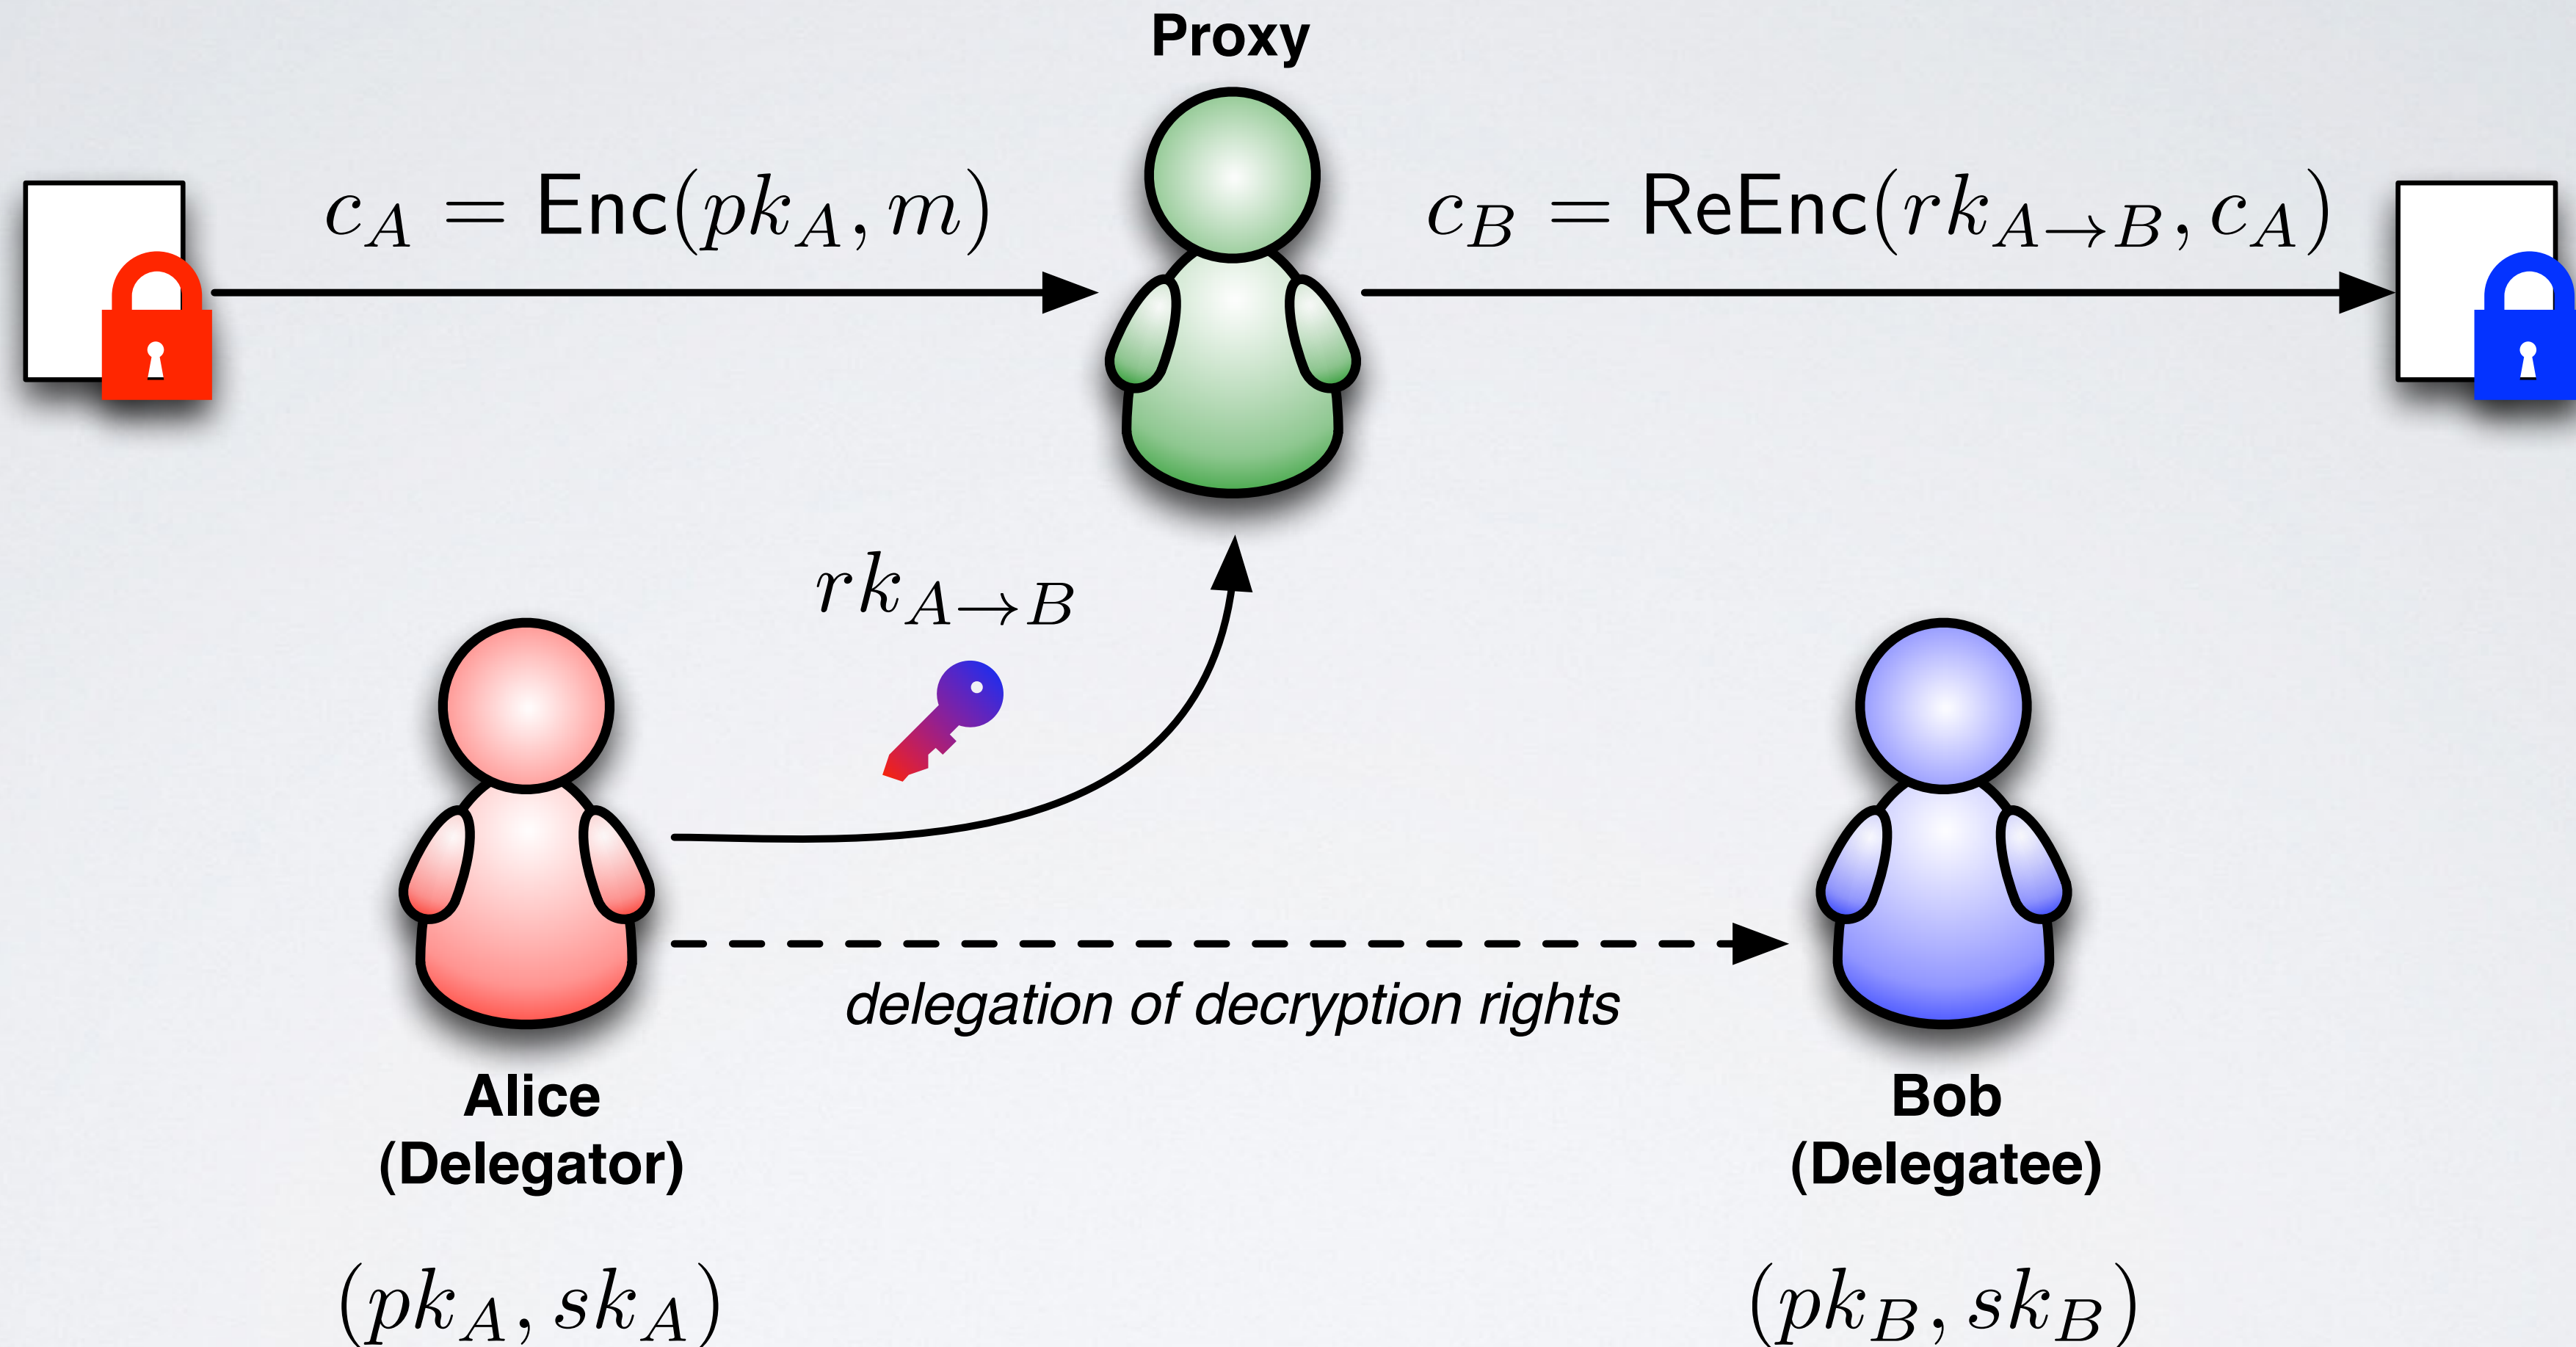 Proxy
c_A = Enc(pk_A, m)
c_B = ReEnc(rk_{A→B}, c_A)
rk_{A→B}
delegation of decryption rights
Alice
(Delegator)
Bob
(Delegatee)
(pk_A, sk_A)
(pk_B, sk_B)